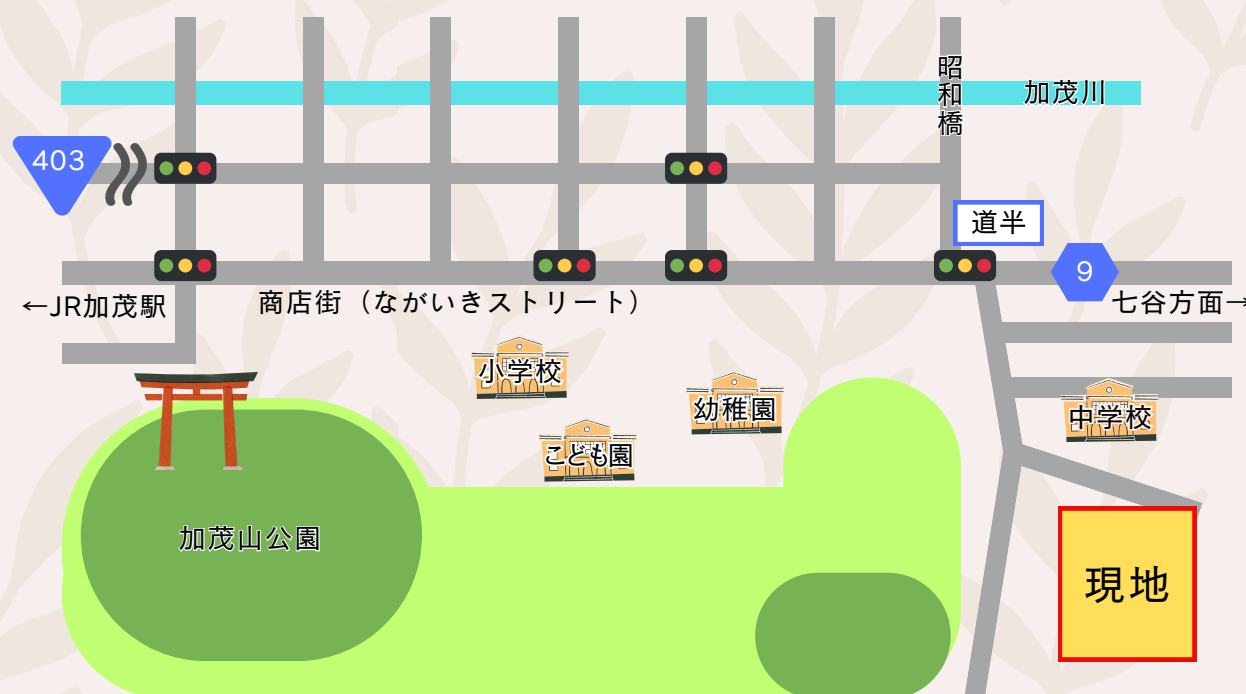 昭和橋
加茂川
403
道半
9
←JR加茂駅
商店街（ながいきストリート）
七谷方面→
小学校
幼稚園
中学校
こども園
加茂山公園
現地